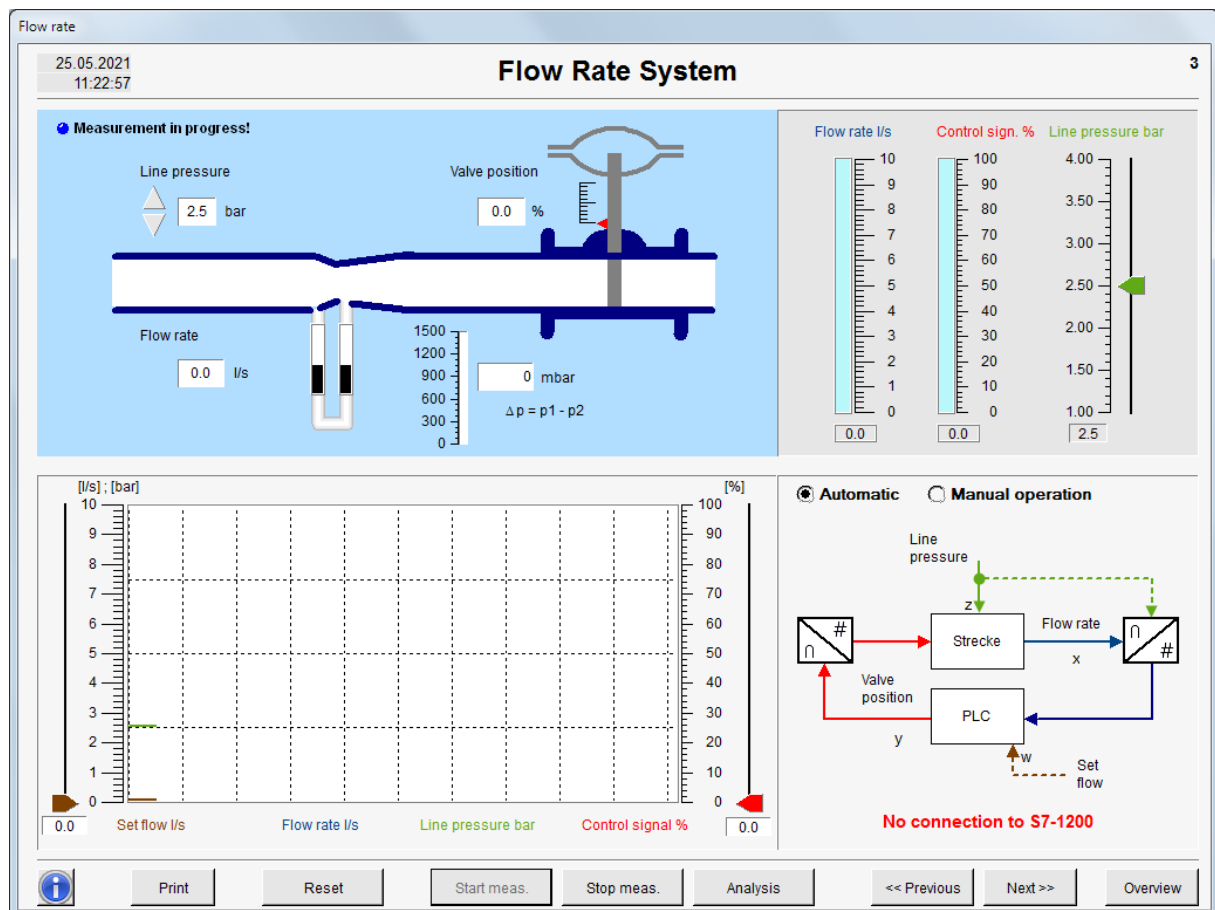 Flow rate
25.05.2021
11:22:57
Flow Rate System
3
Measurement in progress!
Line pressure
2.5 bar
Valve position
0.0 %
Flow rate
0.0 l/s
1500
1200
900
600
300
0
0 mbar
Δ p = p1 - p2
Flow rate l/s
Control sign. %
Line pressure bar
10
9
8
7
6
5
4
3
2
1
0
0.0
100
90
80
70
60
50
40
30
20
10
0
0.0
4.00
3.50
3.00
2.50
2.00
1.50
1.00
2.5
[l/s] ; [bar]
10
9
8
7
6
5
4
3
2
1
0
0.0
[%]
100
90
80
70
60
50
40
30
20
10
0
0.0
Set flow l/s
Flow rate l/s
Line pressure bar
Control signal %
Automatic
Manual operation
Line
pressure
z
#
∩
Strecke
Flow rate
x
∩
#
Valve
position
y
PLC
w
Set
flow
No connection to S7-1200
i
Print
Reset
Start meas.
Stop meas.
Analysis
<< Previous
Next >>
Overview